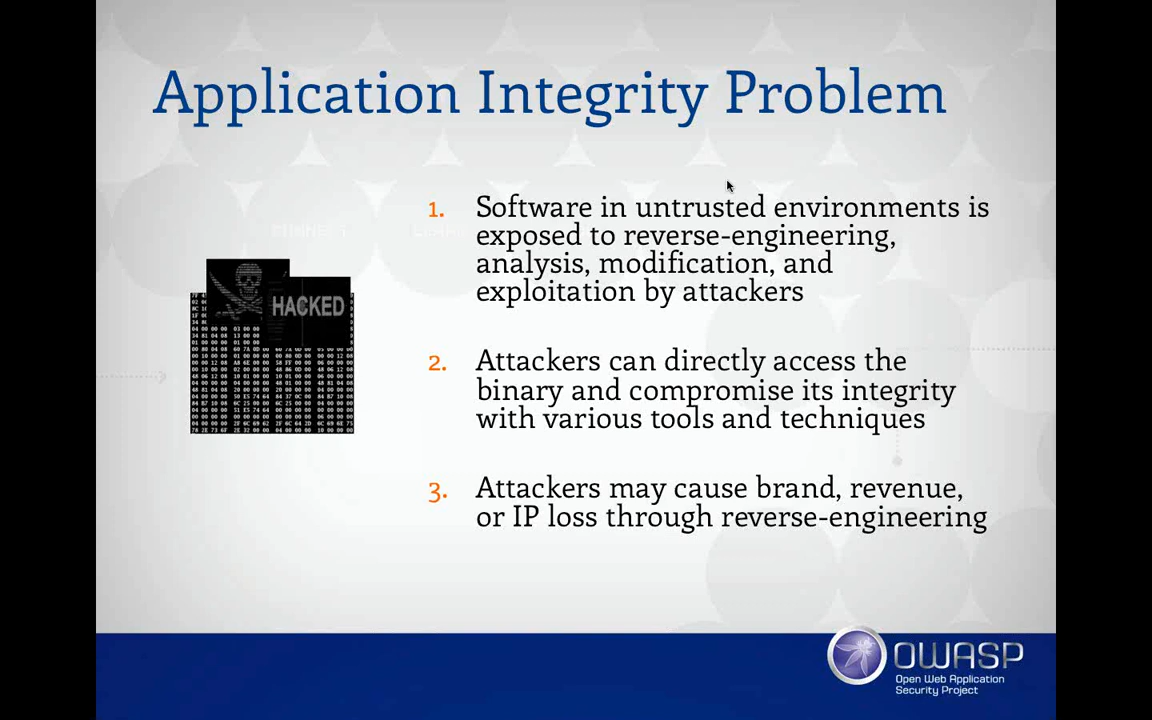 Application Integrity Problem
1. Software in untrusted environments is
exposed to reverse-engineering,
analysis, modification, and
exploitation by attackers
HACKED
2. Attackers can directly access the
binary and compromise its integrity
with various tools and techniques
3. Attackers may cause brand, revenue,
or IP loss through reverse-engineering
OWASP
Open Web Application
Security Project